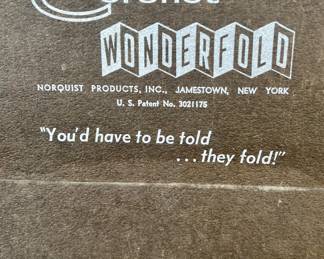 WONDERFOLD
NORQUIST PRODUCTS, INC., JAMESTOWN, NEW YORK
U. S. Patent No. 3021175
"You'd have to be told
...they fold!"